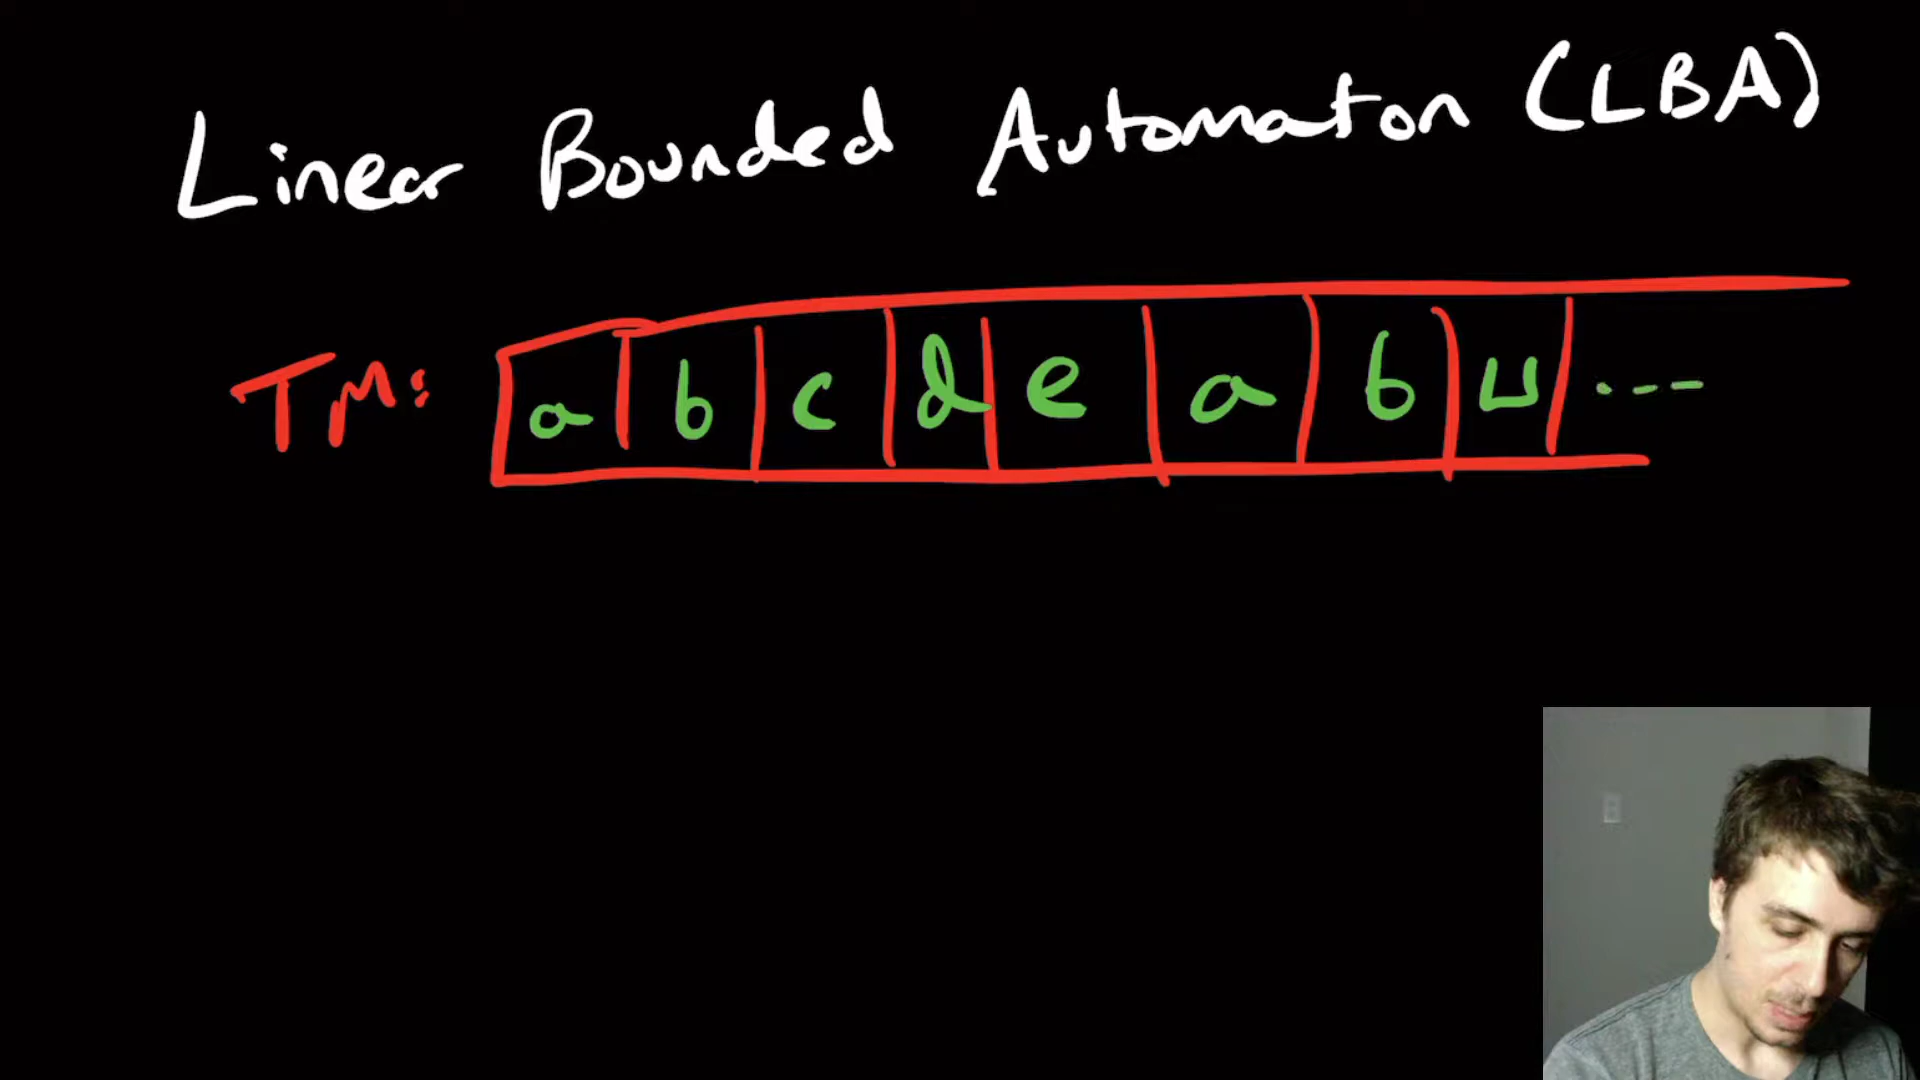 Linear Bounded Automaton (LBA)
TM: a b c d e a b ⊔ ...